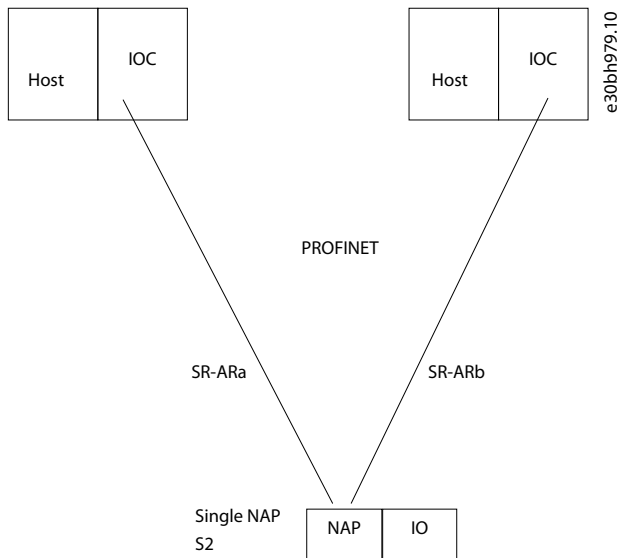 Host
IOC
Host
IOC
e30bh979.10
PROFINET
SR-ARa
SR-ARb
Single NAP
S2
NAP
IO